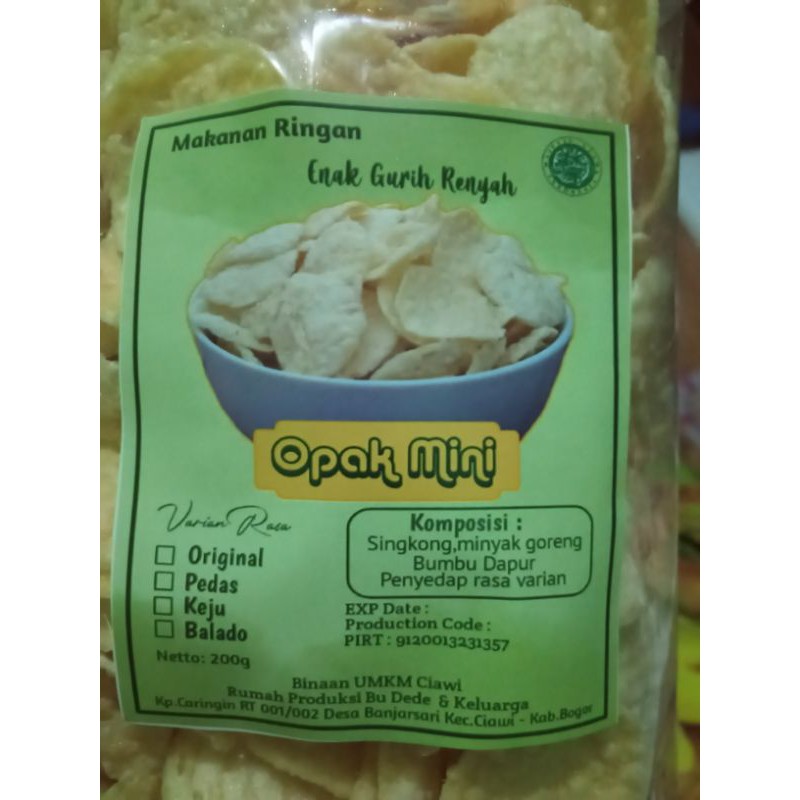 Makanan Ringan
Enak Gurih Renyah
Opak Mini
Varian Rasa
Original
Pedas
Keju
Balado
Netto: 200g
Komposisi :
Singkong,minyak goreng
Bumbu Dapur
Penyedap rasa varian
EXP Date :
Production Code :
PIRT : 9120013231357
Binaan UMKM Ciawi
Rumah Produksi Bu Dede & Keluarga
Kp.Caringin RT 001/002 Desa Banjarsari Kec.Ciawi - Kab.Bogor